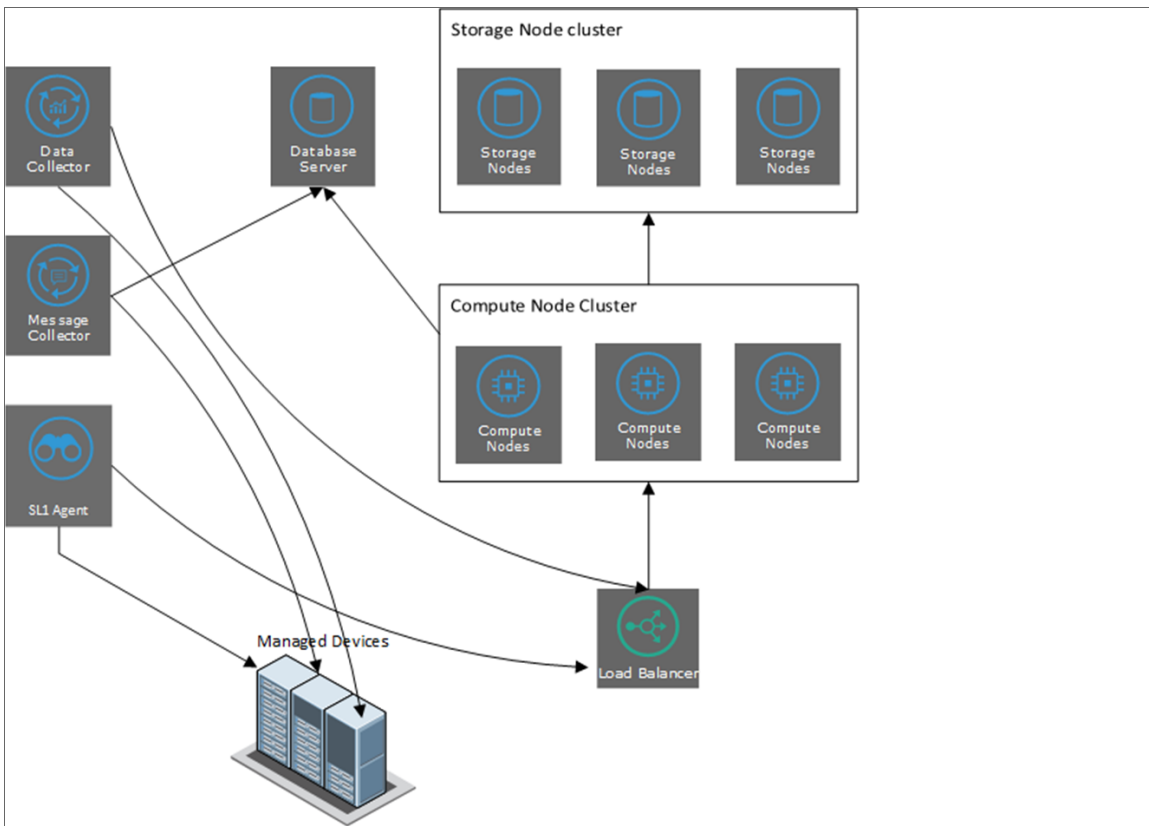 Storage Node cluster
Data
Collector
Database
Server
Storage
Nodes
Storage
Nodes
Storage
Nodes
Message
Collector
Compute Node Cluster
Compute
Nodes
Compute
Nodes
Compute
Nodes
SL1 Agent
Managed Devices
Load Balancer